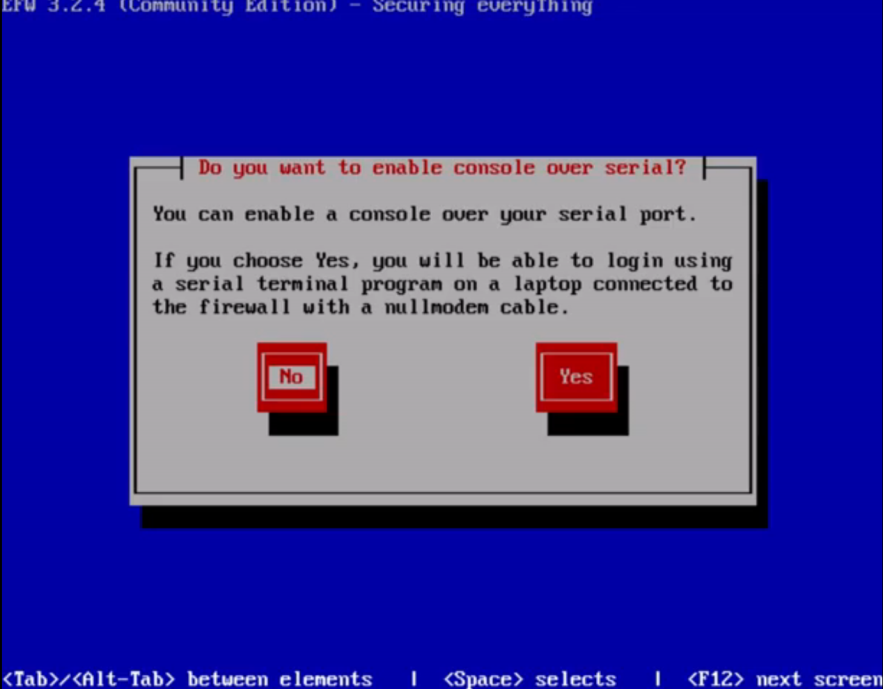 EFW 3.2.4 (Community Edition) - Securing everyThing
Do you want to enable console over serial?
You can enable a console over your serial port.
If you choose Yes, you will be able to login using
a serial terminal program on a laptop connected to
the firewall with a nullmodem cable.
No
Yes
<Tab>/<Alt-Tab> between elements | <Space> selects | <F12> next screen